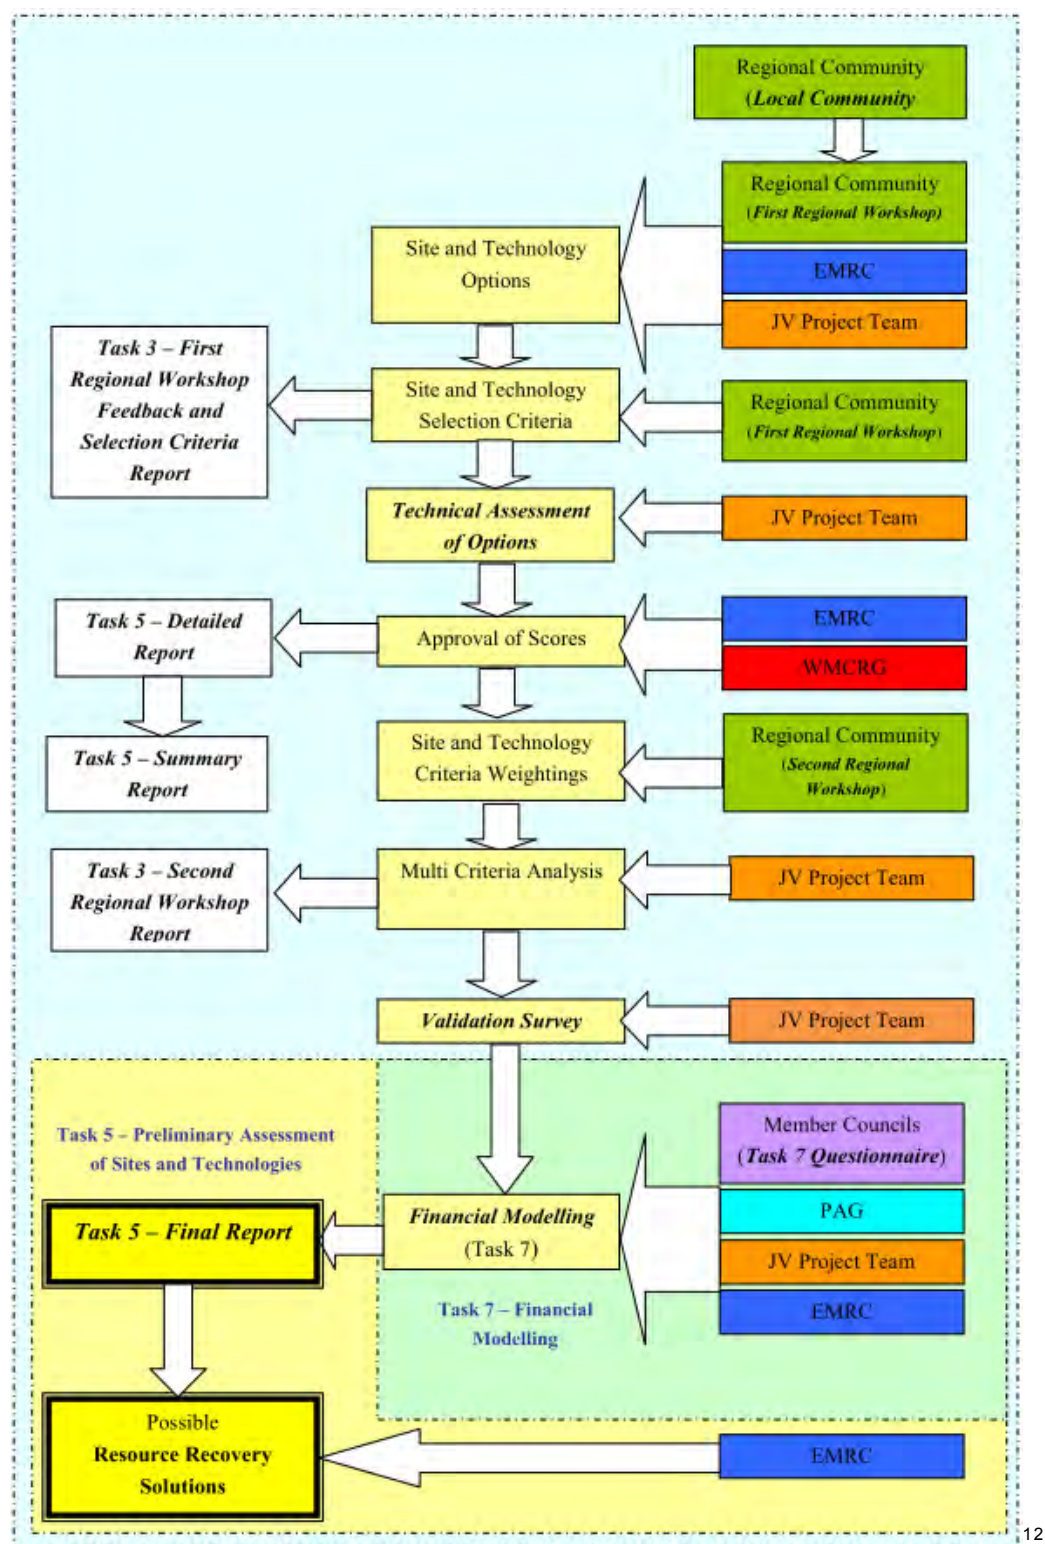 Regional Community
(Local Community
Regional Community
(First Regional Workshop)
EMRC
JV Project Team
Site and Technology
Options
Task 3 – First
Regional Workshop
Feedback and
Selection Criteria
Report
Site and Technology
Selection Criteria
Regional Community
(First Regional Workshop)
Technical Assessment
of Options
JV Project Team
Task 5 – Detailed
Report
Approval of Scores
EMRC
WMCRG
Task 5 – Summary
Report
Site and Technology
Criteria Weightings
Regional Community
(Second Regional
Workshop)
Task 3 – Second
Regional Workshop
Report
Multi Criteria Analysis
JV Project Team
Validation Survey
JV Project Team
Task 5 – Preliminary Assessment
of Sites and Technologies
Member Councils
(Task 7 Questionnaire)
PAG
JV Project Team
EMRC
Task 5 – Final Report
Financial Modelling
(Task 7)
Task 7 – Financial
Modelling
Possible
Resource Recovery
Solutions
EMRC
12